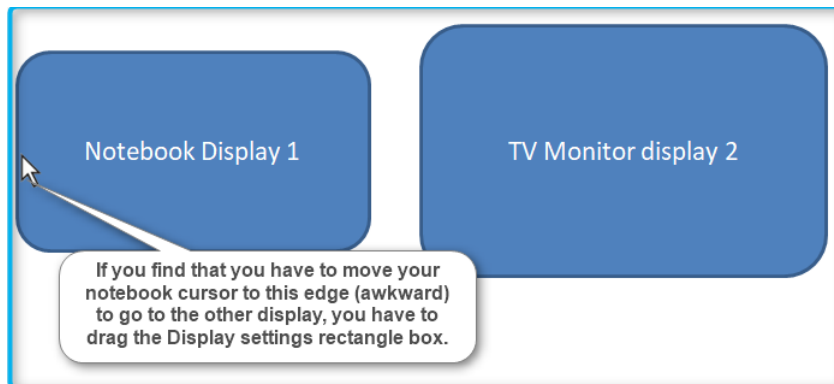 Notebook Display 1
TV Monitor display 2
If you find that you have to move your
notebook cursor to this edge (awkward)
to go to the other display, you have to
drag the Display settings rectangle box.